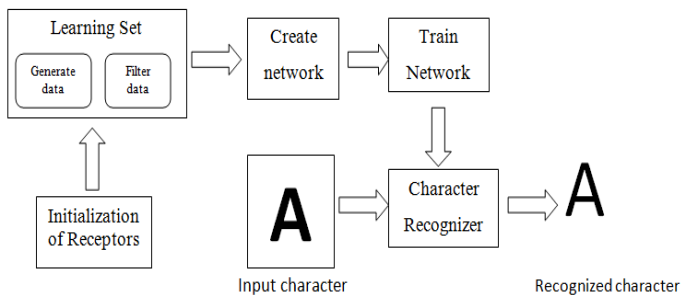 Learning Set
Generate
data
Filter
data
Create
network
Train
Network
Initialization
of Receptors
A
Input character
Character
Recognizer
A
Recognized character